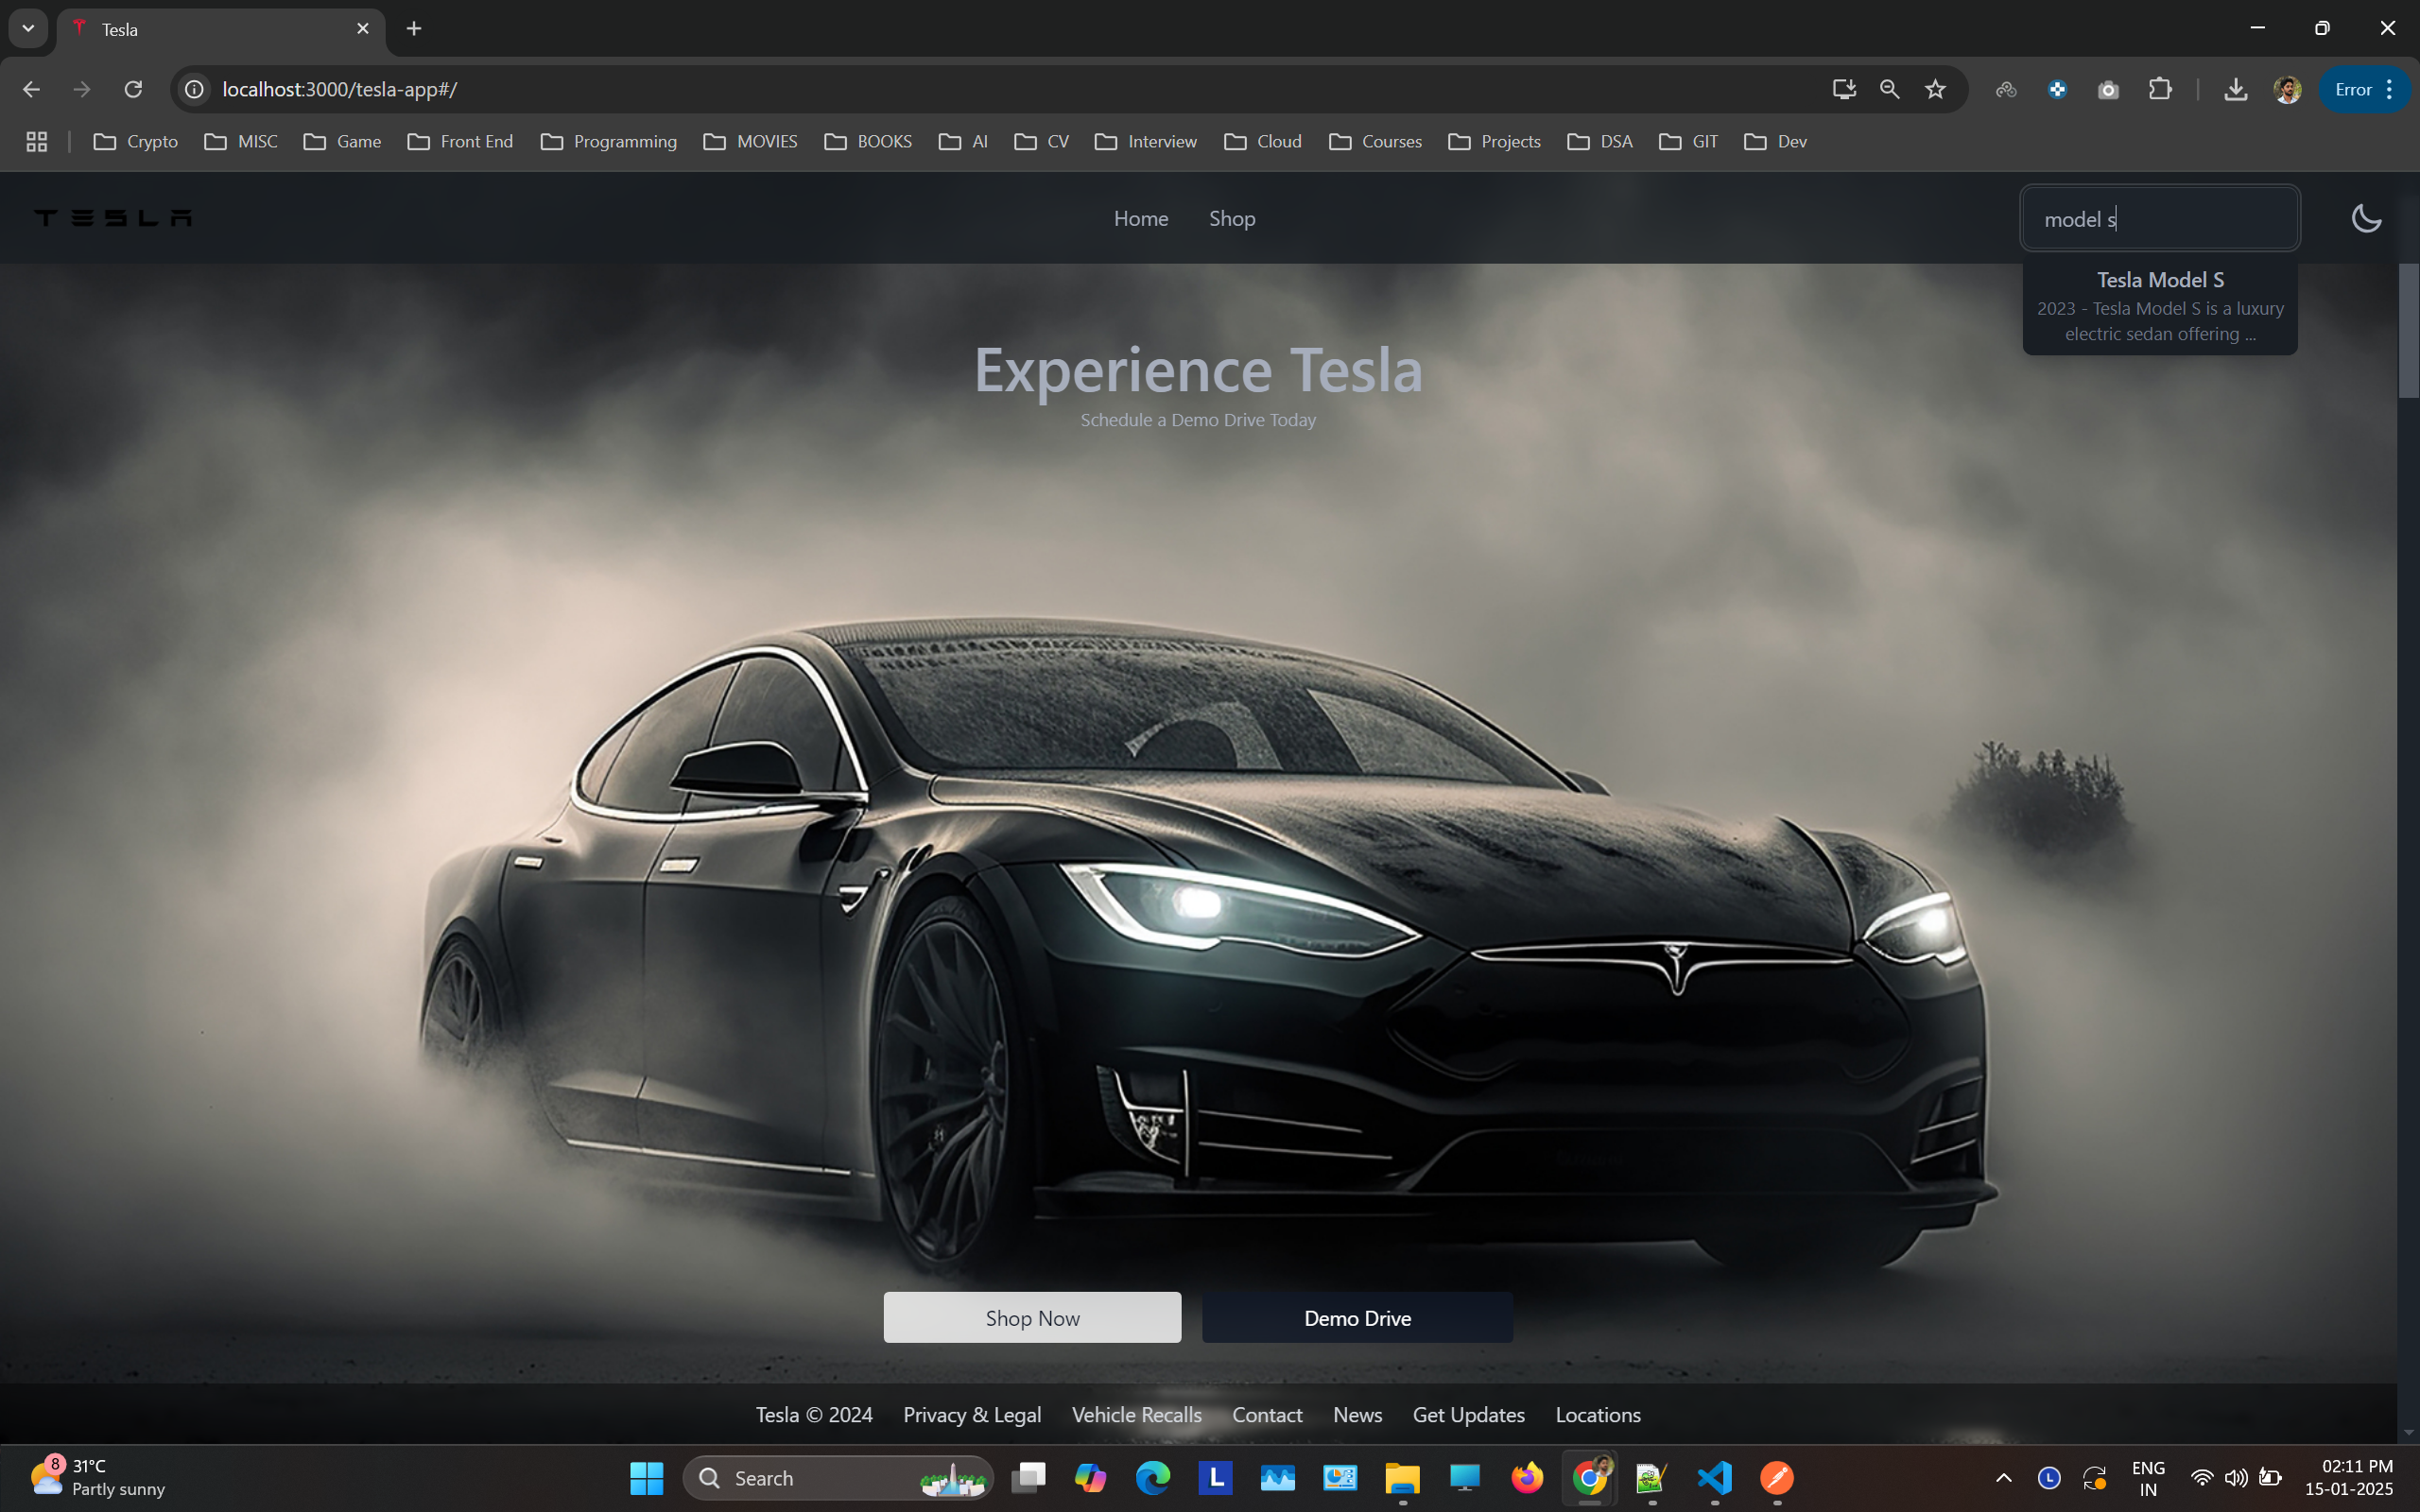 Tesla
localhost:3000/tesla-app#/
Error
Crypto
MISC
Game
Front End
Programming
MOVIES
BOOKS
AI
CV
Interview
Cloud
Courses
Projects
DSA
GIT
Dev
TESLA
Home
Shop
model s
Tesla Model S
2023 - Tesla Model S is a luxury
electric sedan offering ...
Experience Tesla
Schedule a Demo Drive Today
Shop Now
Demo Drive
Tesla © 2024
Privacy & Legal
Vehicle Recalls
Contact
News
Get Updates
Locations
8
31°C
Partly sunny
Search
L
L
ENG
IN
02:11 PM
15-01-2025